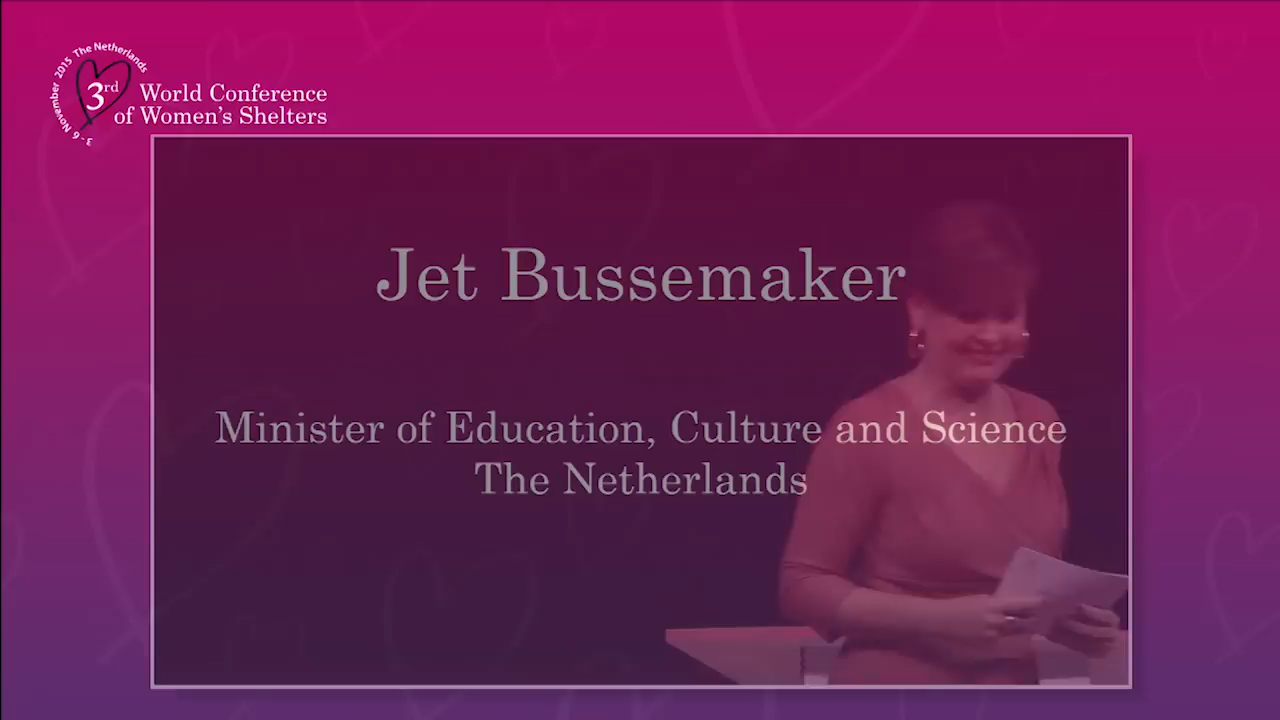 3 - 6 November 2015 The Netherlands
3rd
World Conference
of Women's Shelters
Jet Bussemaker
Minister of Education, Culture and Science
The Netherlands